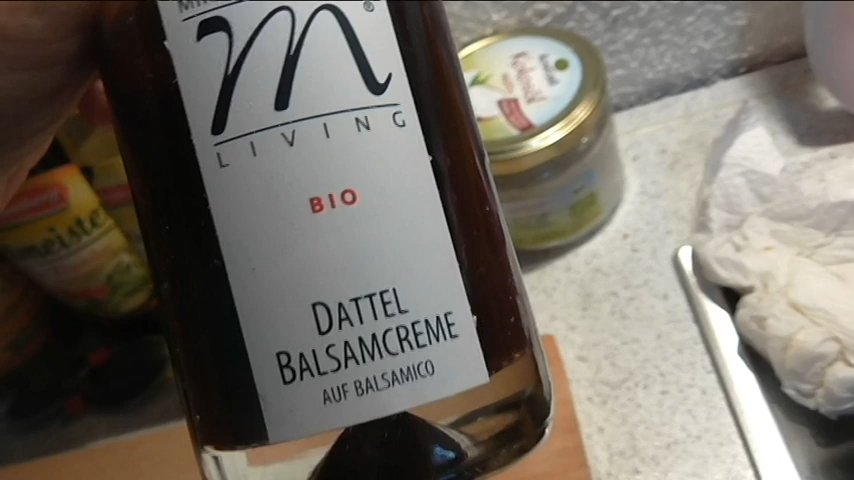 M
®
LIVING
BIO
DATTEL
BALSAMCREME
AUF BALSAMICO